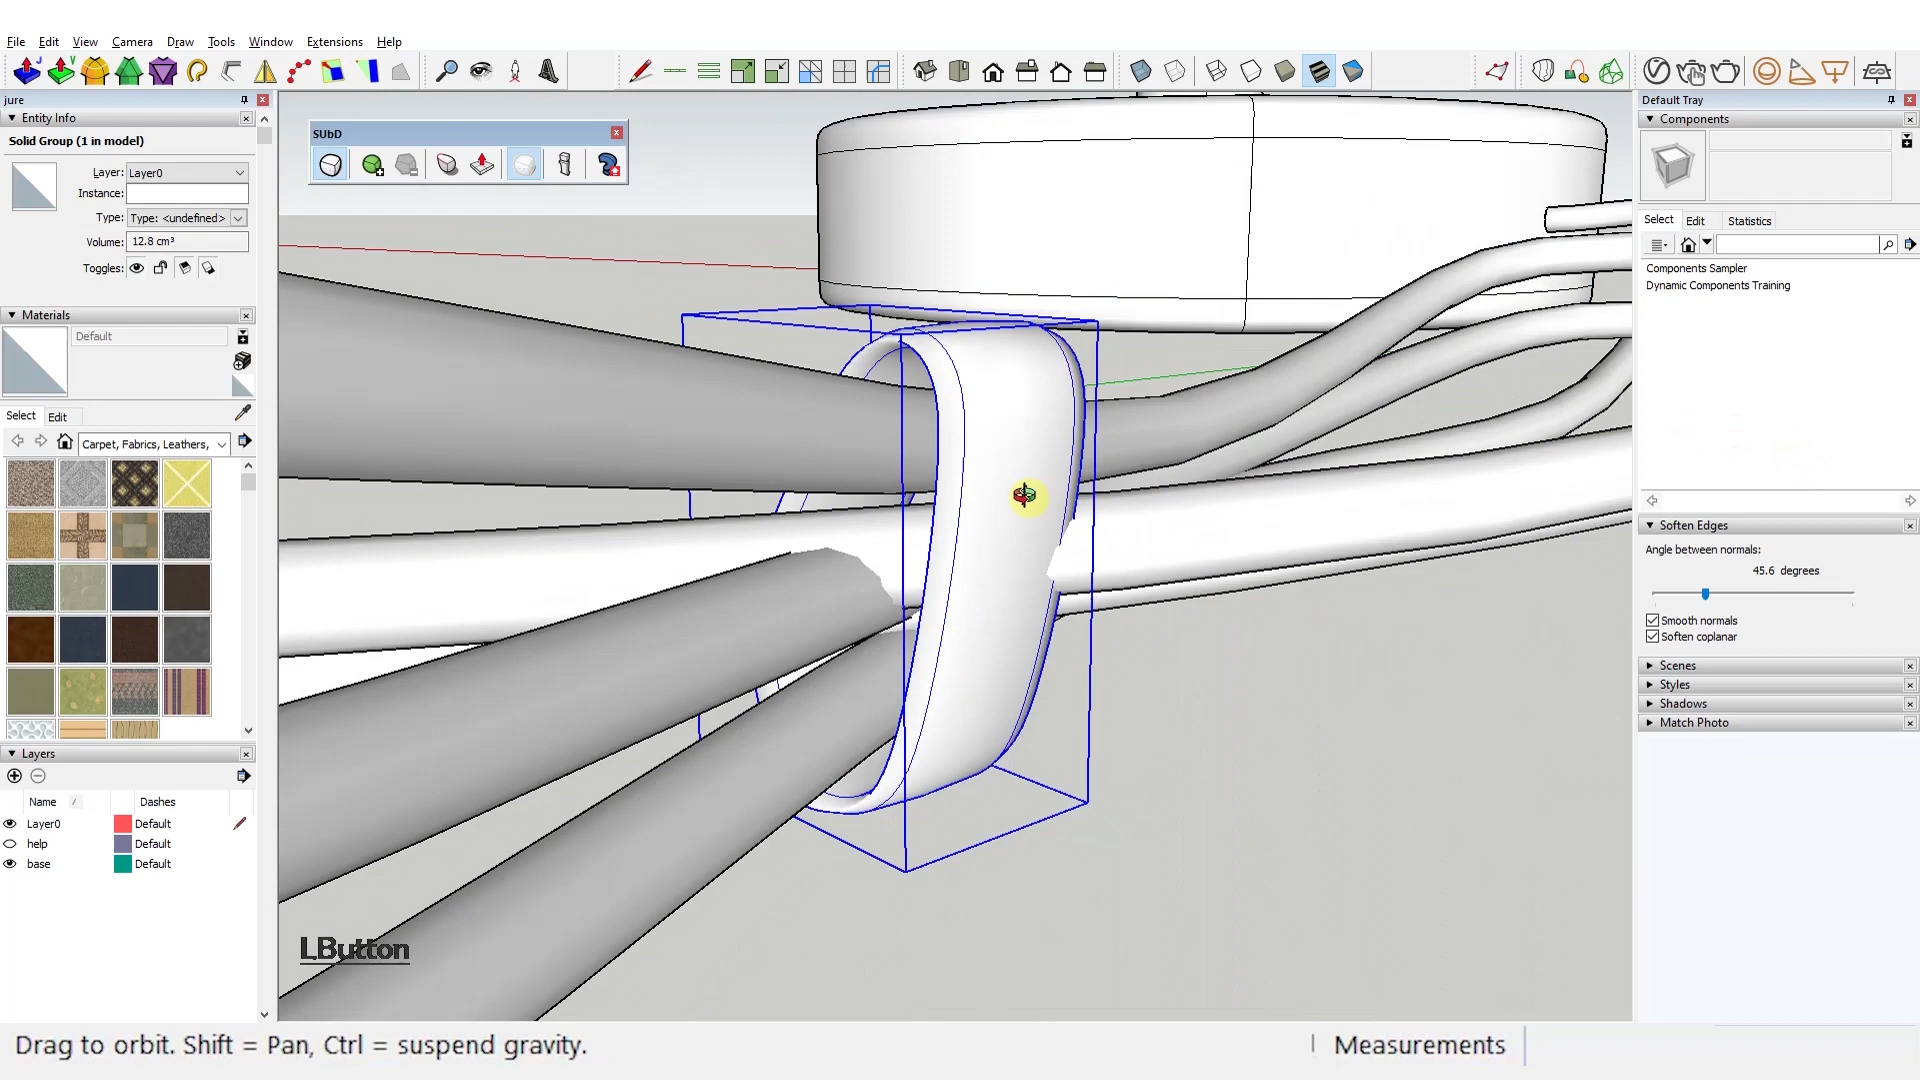 File Edit View Camera Draw Tools Window Extensions Help
jure
Entity Info
Solid Group (1 in model)
Layer: Layer0
Instance:
Type: Type: <undefined>
Volume: 12.8 cm³
Toggles:
Materials
Default
Select Edit
Carpet, Fabrics, Leathers,
Layers
Name Dashes
Layer0 Default
help Default
base Default
SUbD
LButton
Default Tray
Components
Select Edit Statistics
Components Sampler
Dynamic Components Training
Soften Edges
Angle between normals:
45.6 degrees
Smooth normals
Soften coplanar
Scenes
Styles
Shadows
Match Photo
Drag to orbit. Shift = Pan, Ctrl = suspend gravity.
Measurements